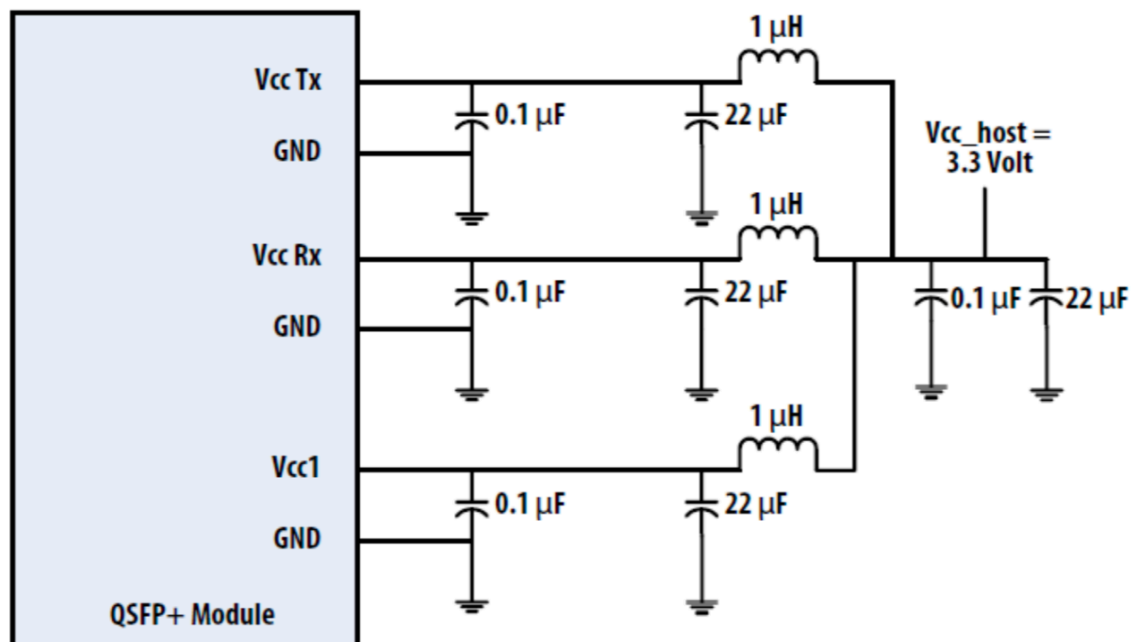 1 μH
Vcc Tx
0.1 μF
22 μF
GND
Vcc_host =
3.3 Volt
1 μH
Vcc Rx
0.1 μF
22 μF
0.1 μF
22 μF
GND
1 μH
Vcc1
0.1 μF
22 μF
GND
QSFP+ Module